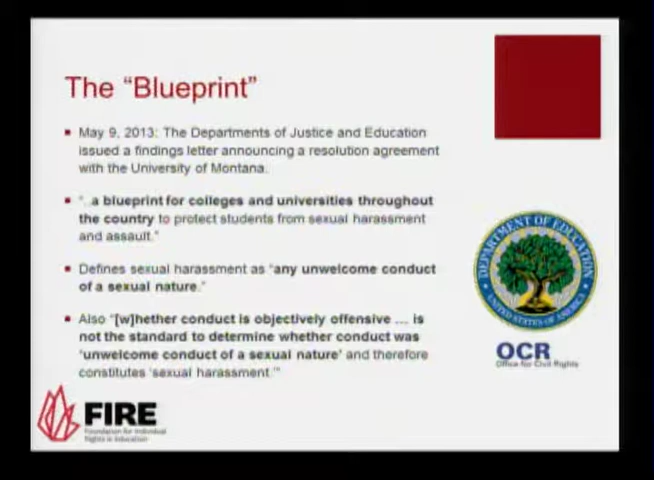 The “Blueprint”
May 9, 2013: The Departments of Justice and Education
issued a findings letter announcing a resolution agreement
with the University of Montana.
“...a blueprint for colleges and universities throughout
the country to protect students from sexual harassment
and assault.”
Defines sexual harassment as “any unwelcome conduct
of a sexual nature.”
Also “[w]hether conduct is objectively offensive … is
not the standard to determine whether conduct was
‘unwelcome conduct of a sexual nature’ and therefore
constitutes ‘sexual harassment.’”
DEPARTMENT OF EDUCATION
UNITED STATES OF AMERICA
OCR
Office for Civil Rights
FIRE
Foundation for Individual
Rights in Education